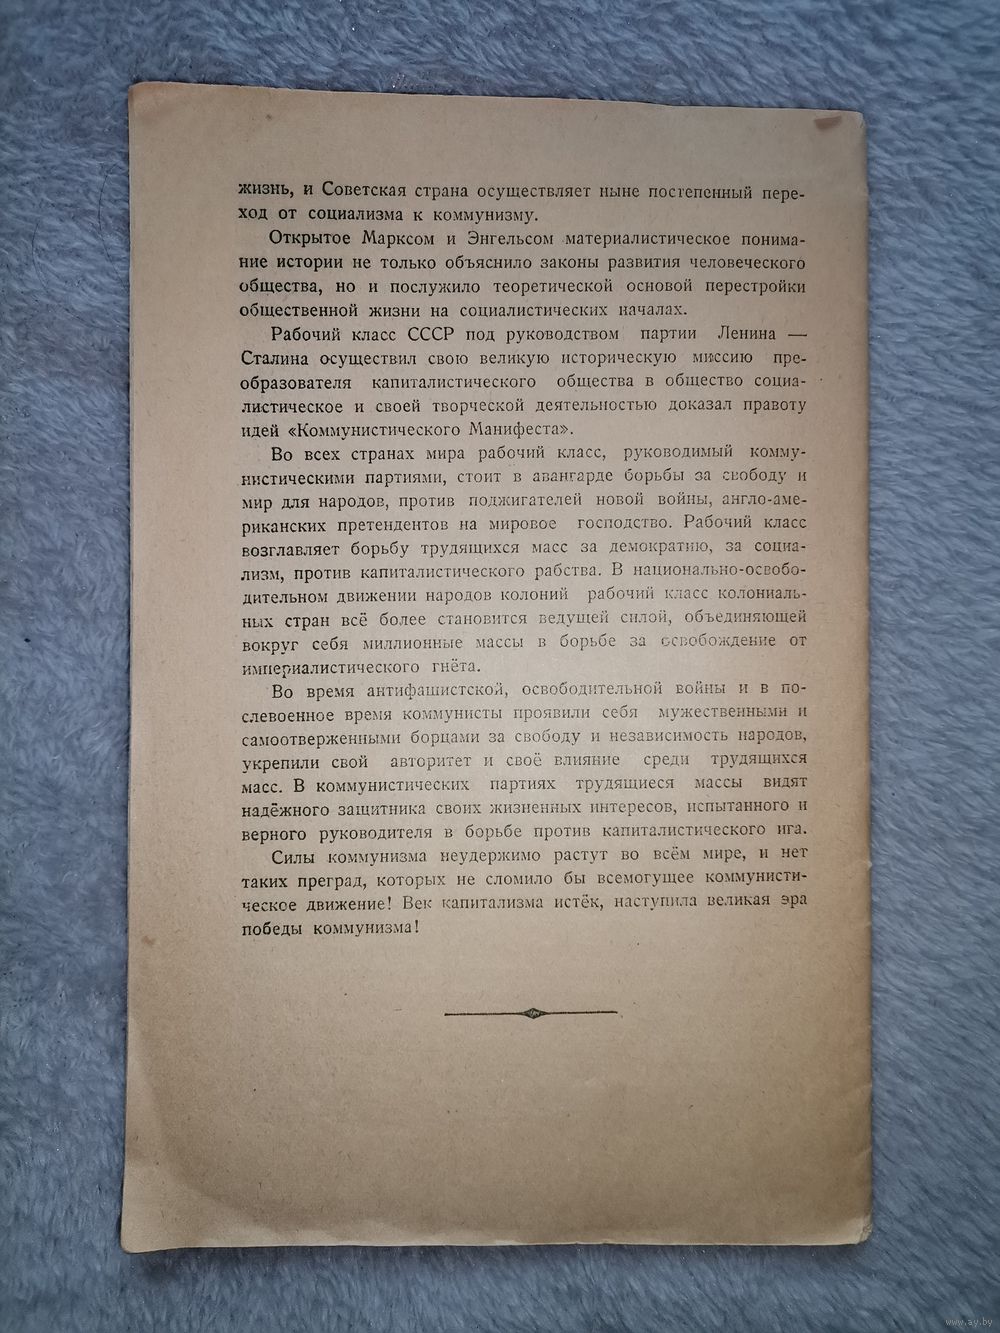 жизнь, и Советская страна осуществляет ныне постепенный пере-
ход от социализма к коммунизму.
Открытое Марксом и Энгельсом материалистическое понима-
ние истории не только объяснило законы развития человеческого
общества, но и послужило теоретической основой перестройки
общественной жизни на социалистических началах.
Рабочий класс СССР под руководством партии Ленина —
Сталина осуществил свою великую историческую миссию пре-
образователя капиталистического общества в общество социа-
листическое и своей творческой деятельностью доказал правоту
идей «Коммунистического Манифеста».
Во всех странах мира рабочий класс, руководимый комму-
нистическими партиями, стоит в авангарде борьбы за свободу и
мир для народов, против поджигателей новой войны, англо-аме-
риканских претендентов на мировое господство. Рабочий класс
возглавляет борьбу трудящихся масс за демократию, за социа-
лизм, против капиталистического рабства. В национально-освобо-
дительном движении народов колоний рабочий класс колониаль-
ных стран всё более становится ведущей силой, объединяющей
вокруг себя миллионные массы в борьбе за освобождение от
империалистического гнёта.
Во время антифашистской, освободительной войны и в по-
слевоенное время коммунисты проявили себя мужественными и
самоотверженными борцами за свободу и независимость народов,
укрепили свой авторитет и своё влияние среди трудящихся
масс. В коммунистических партиях трудящиеся массы видят
надёжного защитника своих жизненных интересов, испытанного и
верного руководителя в борьбе против капиталистического ига.
Силы коммунизма неудержимо растут во всём мире, и нет
таких преград, которых не сломило бы всемогущее коммунисти-
ческое движение! Век капитализма истёк, наступила великая эра
победы коммунизма!
www.ay.by